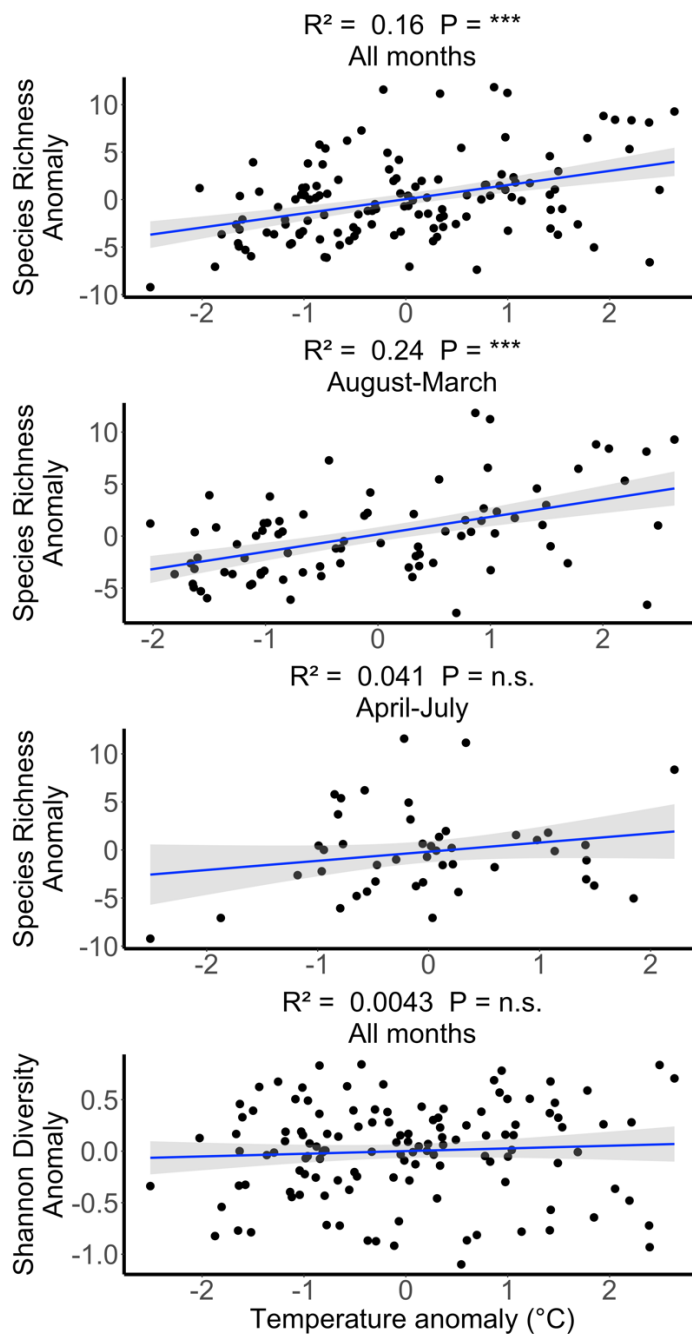 R² = 0.16 P = ***
All months
Species Richness
Anomaly
10
5
0
-5
-10
-2
-1
0
1
2
R² = 0.24 P = ***
August-March
Species Richness
Anomaly
10
5
0
-5
-2
-1
0
1
2
R² = 0.041 P = n.s.
April-July
Species Richness
Anomaly
10
5
0
-5
-10
-2
-1
0
1
2
R² = 0.0043 P = n.s.
All months
Shannon Diversity
Anomaly
0.5
0.0
-0.5
-1.0
-2
-1
0
1
2
Temperature anomaly (°C)